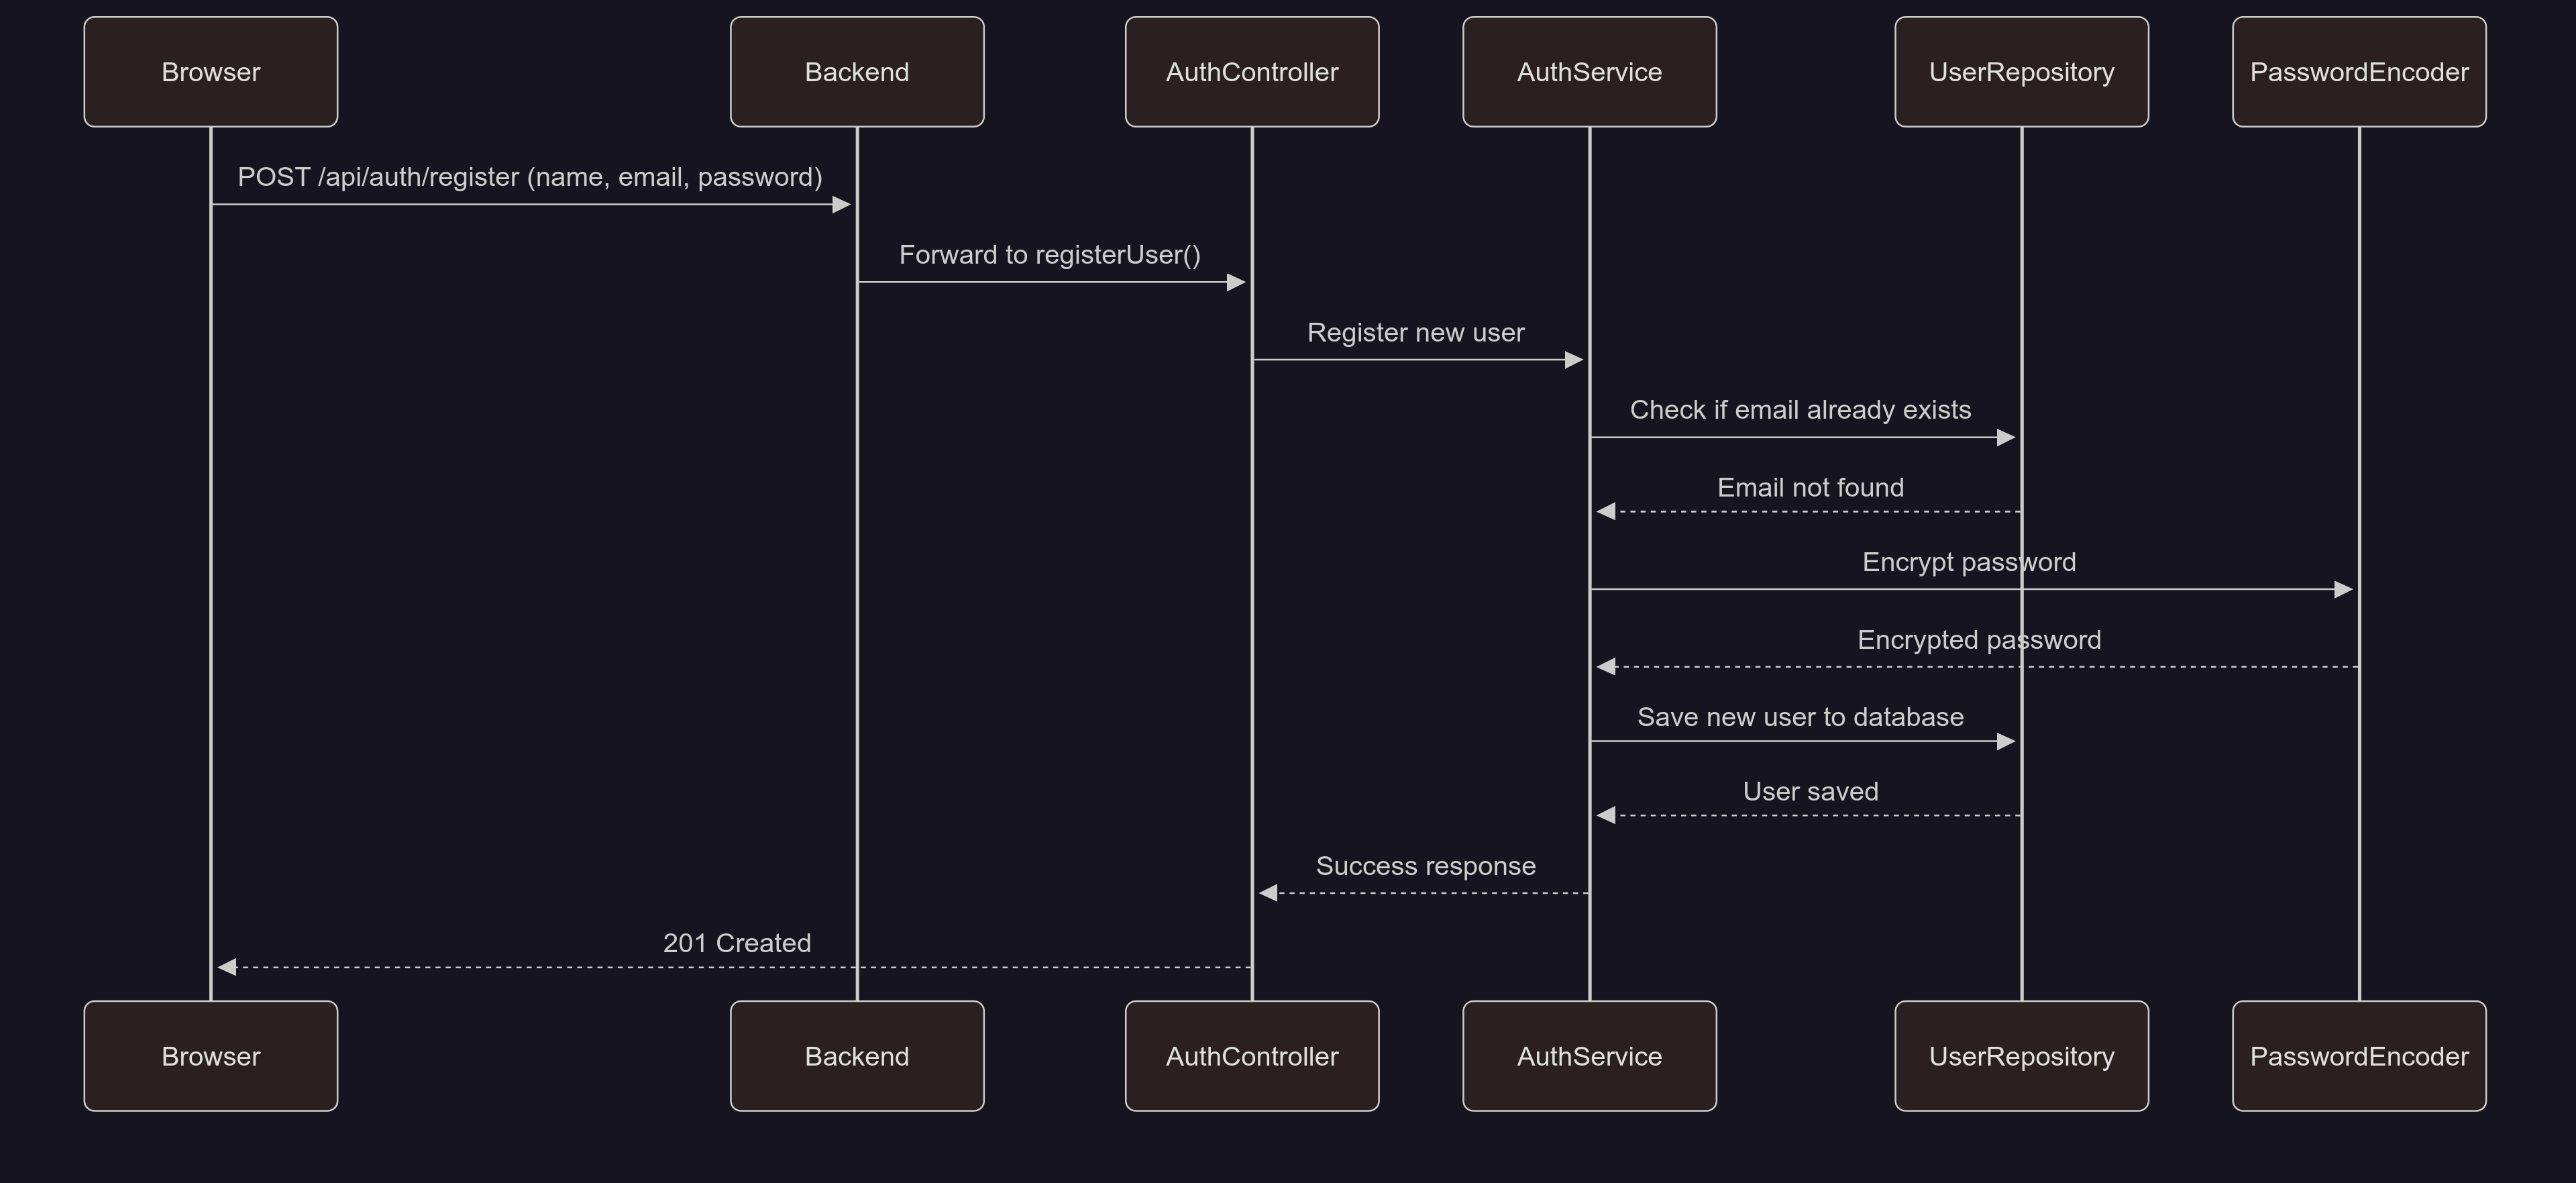 Browser
Backend
AuthController
AuthService
UserRepository
PasswordEncoder
POST /api/auth/register (name, email, password)
Forward to registerUser()
Register new user
Check if email already exists
Email not found
Encrypt password
Encrypted password
Save new user to database
User saved
Success response
201 Created
Browser
Backend
AuthController
AuthService
UserRepository
PasswordEncoder